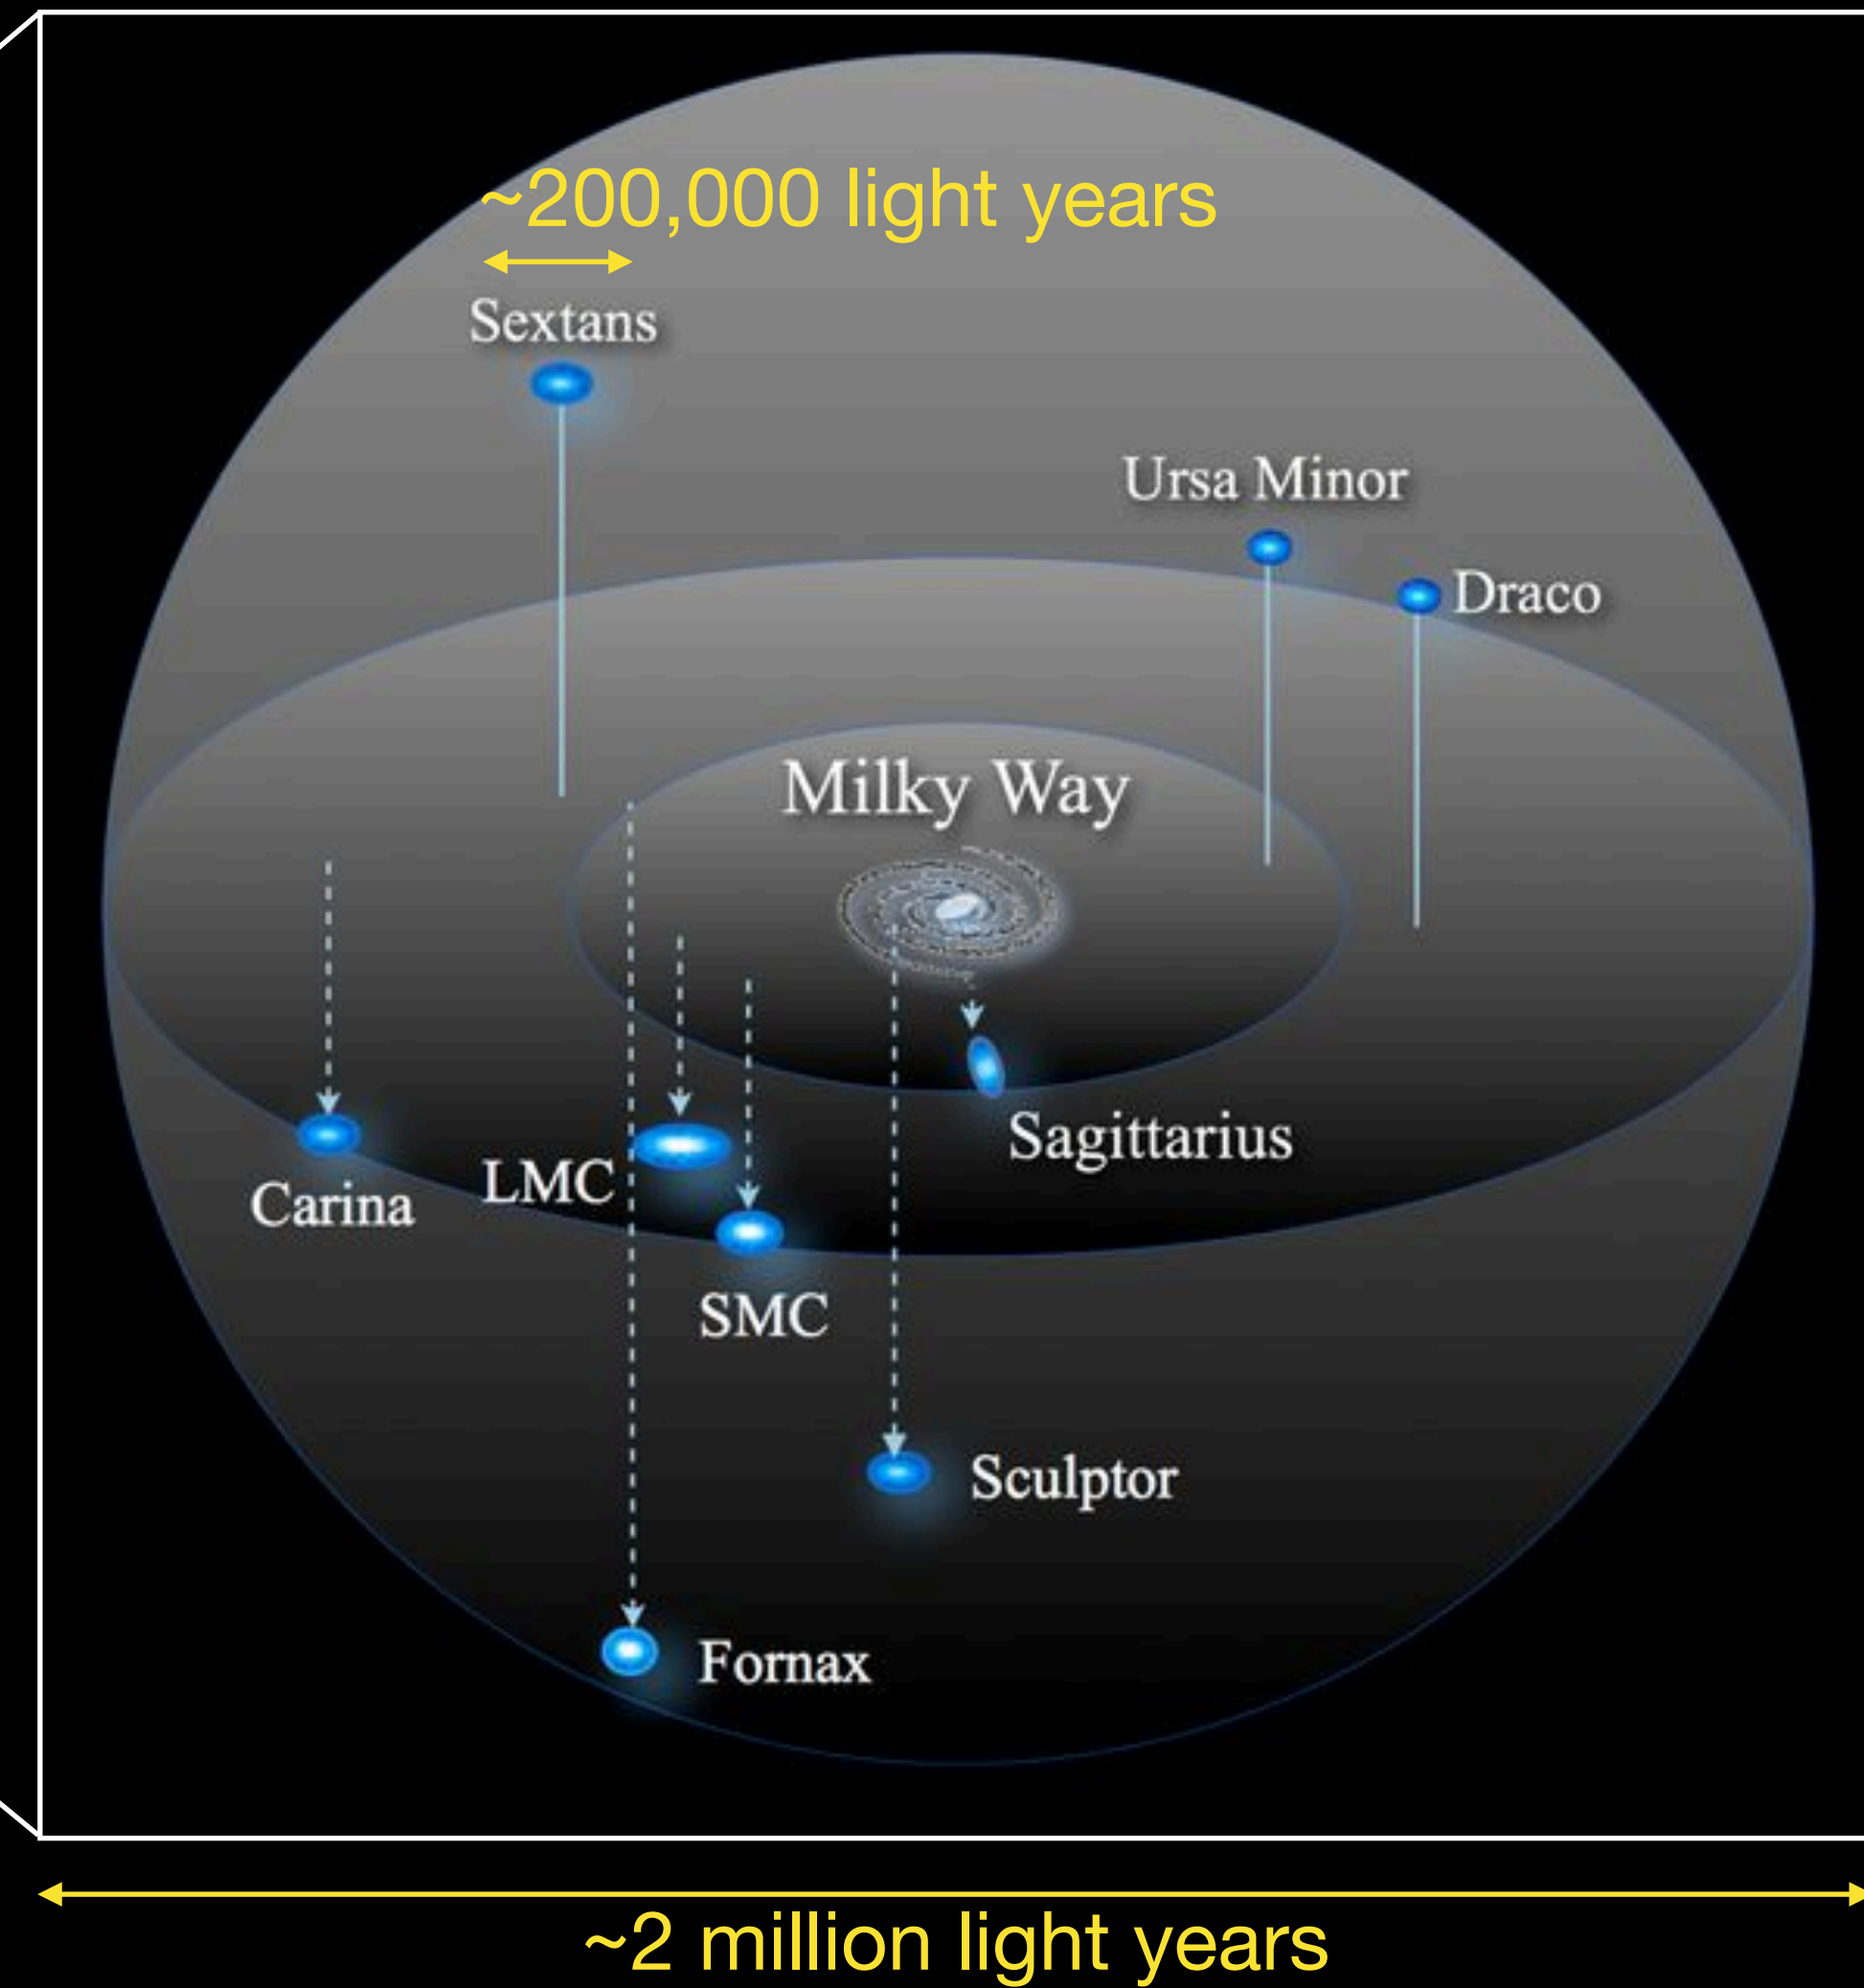 ~200,000 light years
Sextans
Ursa Minor
Draco
Milky Way
Sagittarius
LMC
Carina
SMC
Sculptor
Fornax
~2 million light years